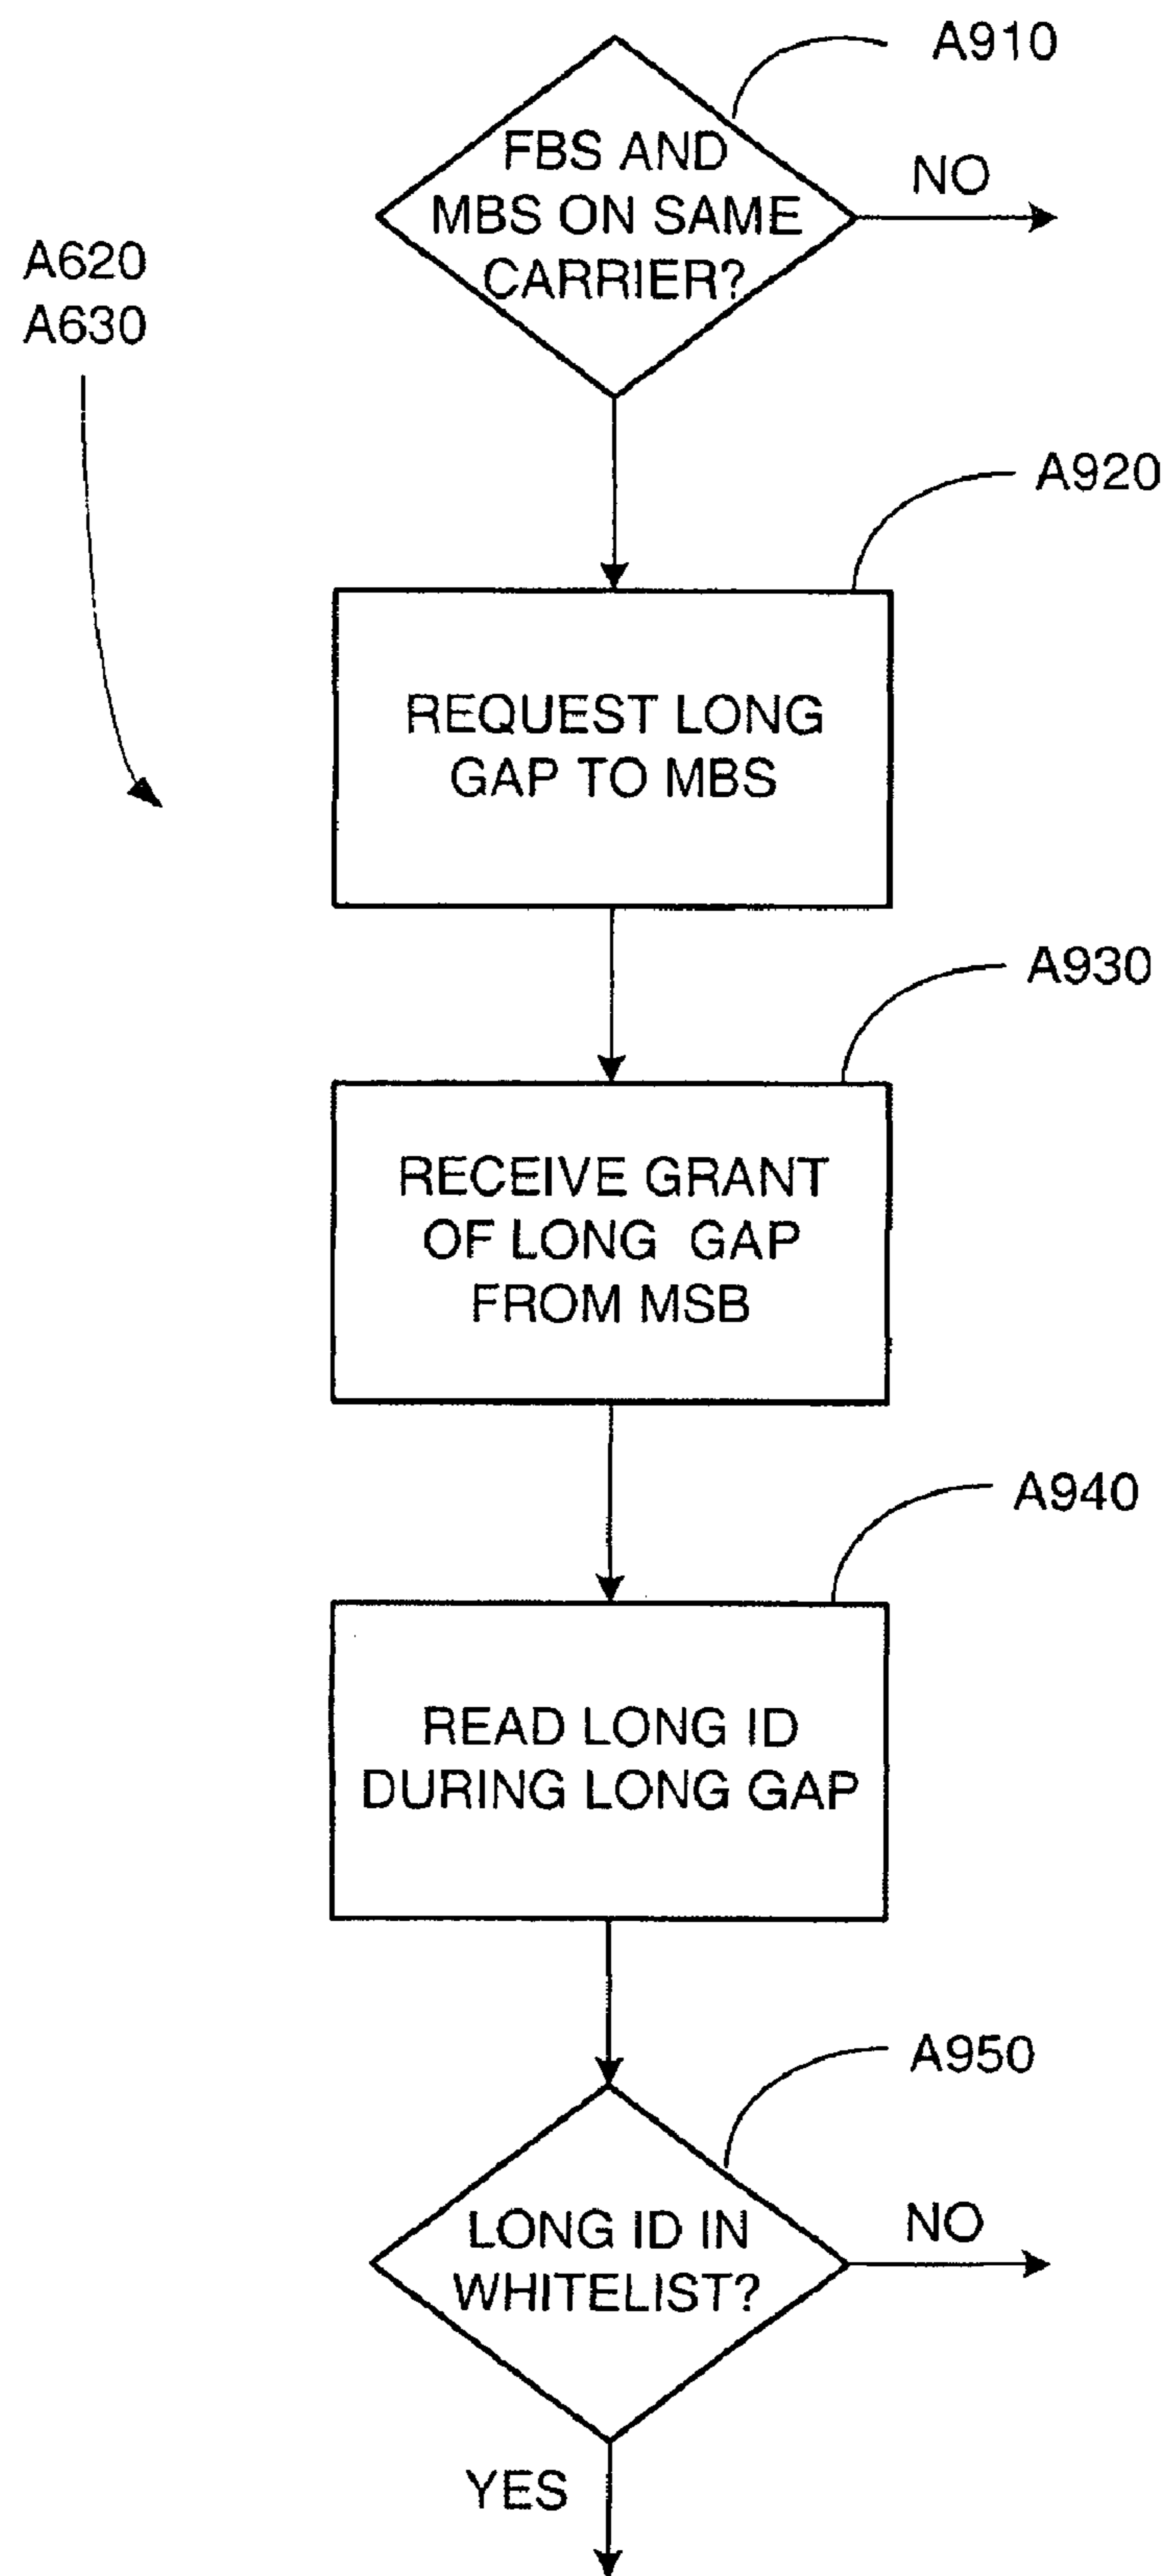 A910
FBS AND
MBS ON SAME
CARRIER?
NO
A620
A630
A920
REQUEST LONG
GAP TO MBS
A930
RECEIVE GRANT
OF LONG GAP
FROM MSB
A940
READ LONG ID
DURING LONG GAP
A950
LONG ID IN
WHITELIST?
NO
YES